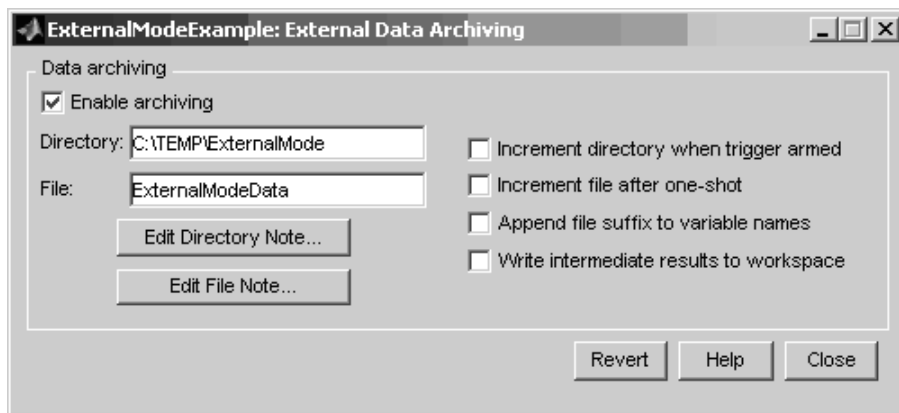 ExternalModeExample: External Data Archiving
Data archiving
Enable archiving
Directory: C:\TEMP\ExternalMode
File: ExternalModeData
Edit Directory Note...
Edit File Note...
Increment directory when trigger armed
Increment file after one-shot
Append file suffix to variable names
Write intermediate results to workspace
Revert Help Close